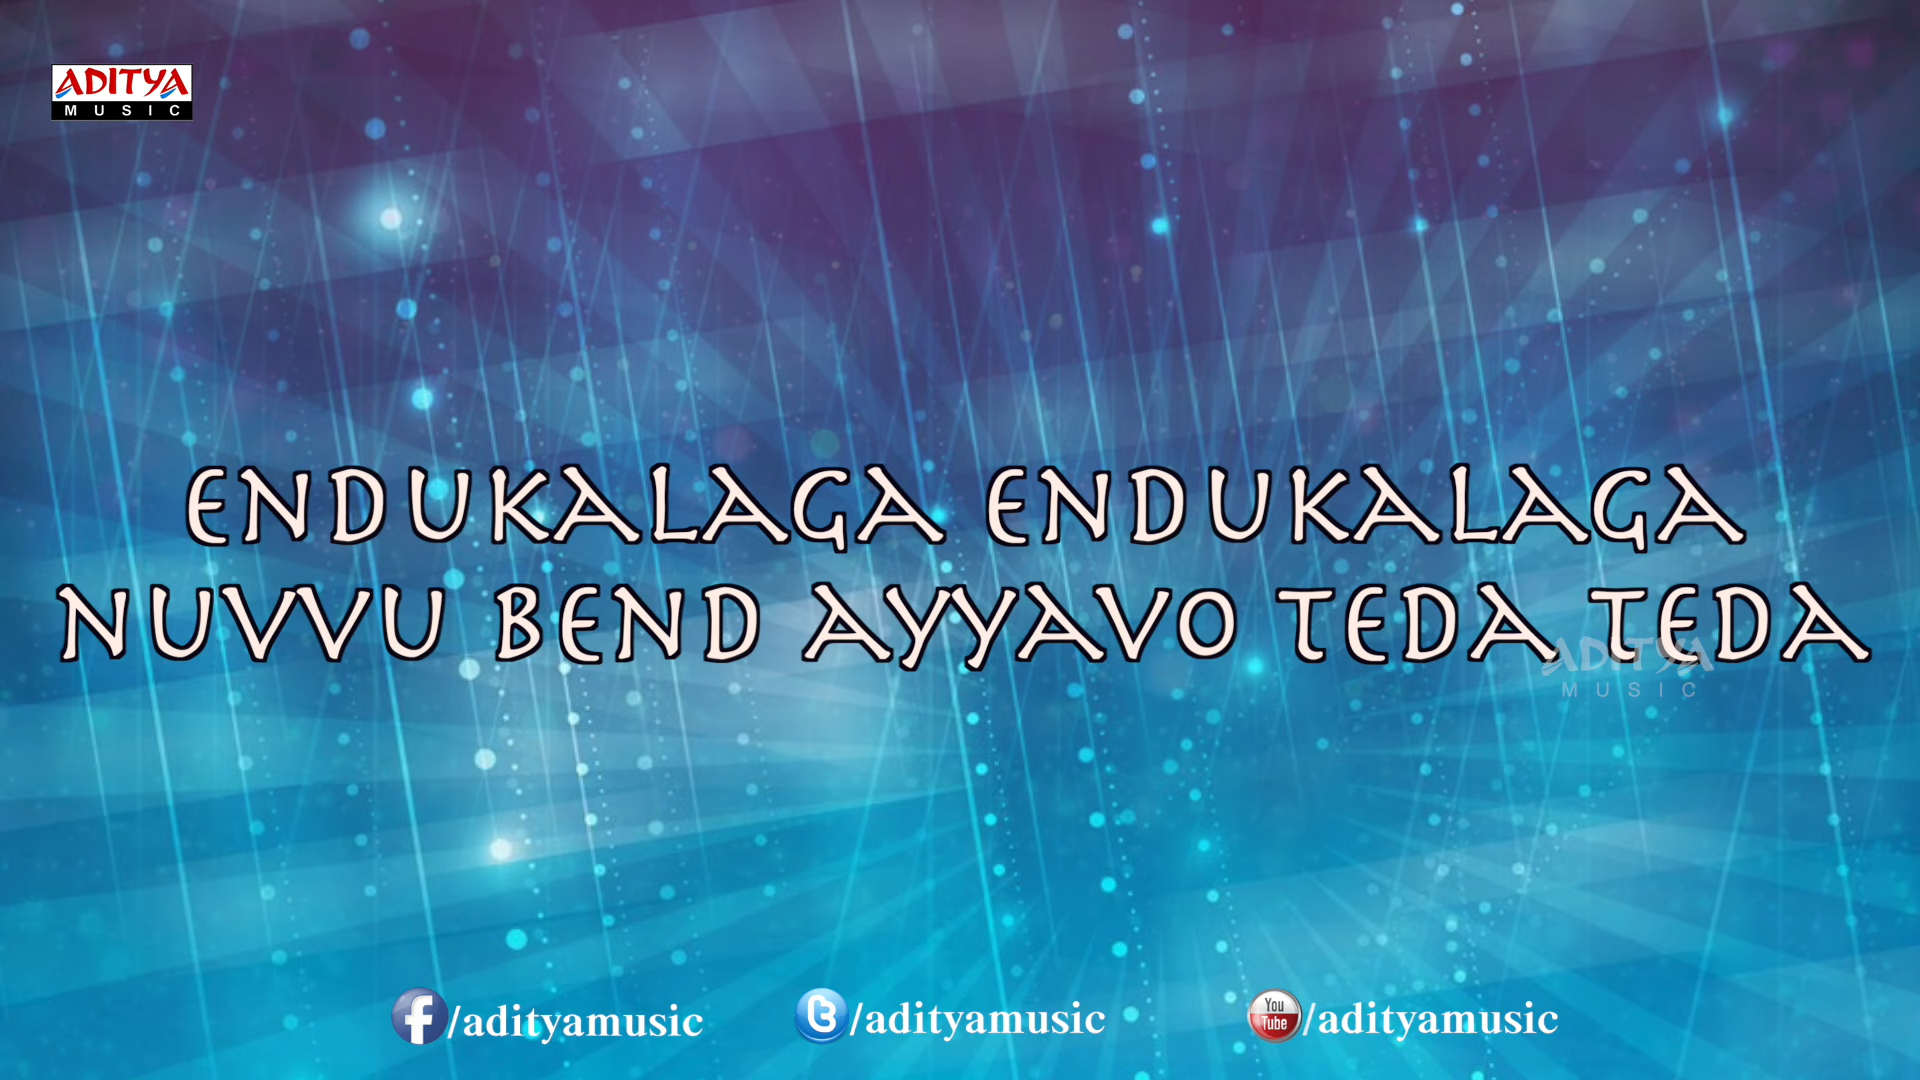 ADITYA
MUSIC
ENDUKALAGA ENDUKALAGA
NUVVU BEND AYYAVO TEDA TEDA
ADITYA
MUSIC
f/adityamusic
t/adityamusic
You Tube/adityamusic